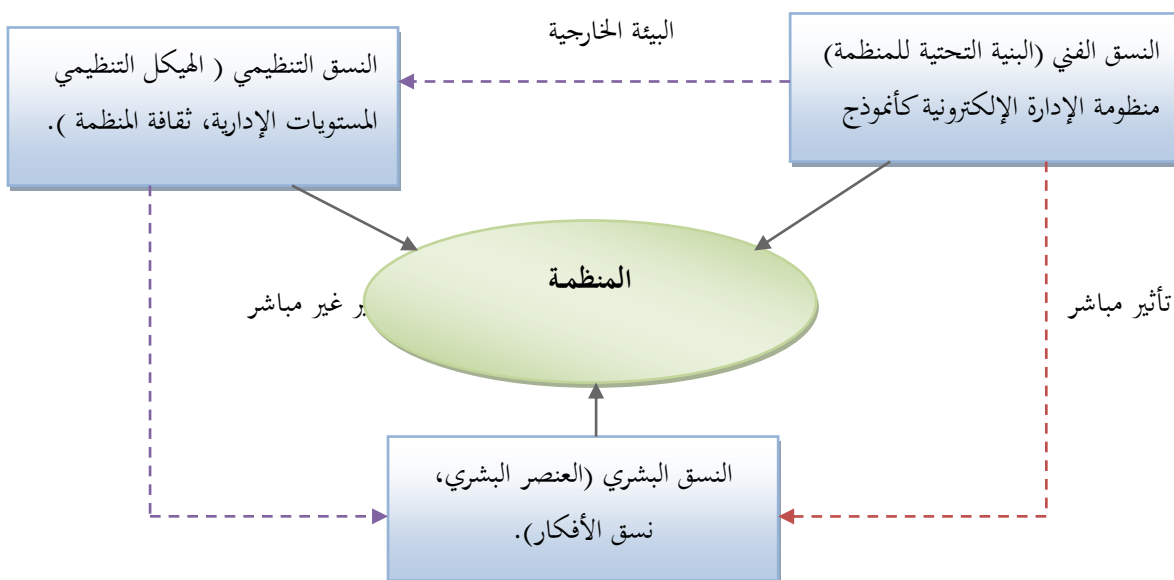 البيئة الخارجية
النسق الفني (البنية التحتية للمنظمة)
منظومة الإدارة الإلكترونية كأنموذج
النسق التنظيمي ( الهيكل التنظيمي
المستويات الإدارية، ثقافة المنظمة ).
المنظمـة
تأثير مباشر
غير مباشر
النسق البشري (العنصر البشري،
نسق الأفكار).